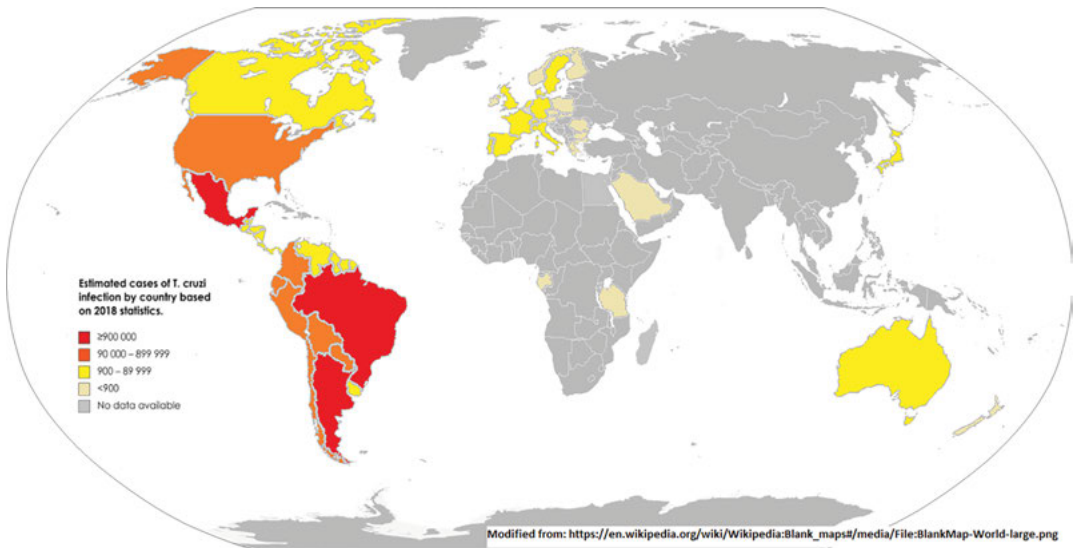 Estimated cases of T. cruzi
infection by country based
on 2018 statistics.
≥900 000
90 000 – 899 999
900 – 89 999
<900
No data available
Modified from: https://en.wikipedia.org/wiki/Wikipedia:Blank_maps#/media/File:BlankMap-World-large.png